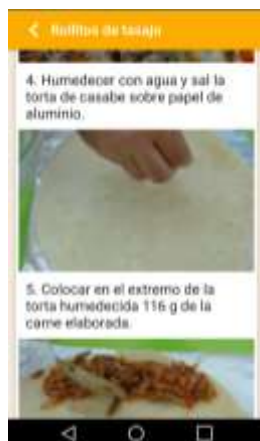 Rollitos de tasajo
4. Humedecer con agua y sal la
torta de casabe sobre papel de
aluminio.
5. Colocar en el extremo de la
torta humedecida 116 g de la
carne elaborada.